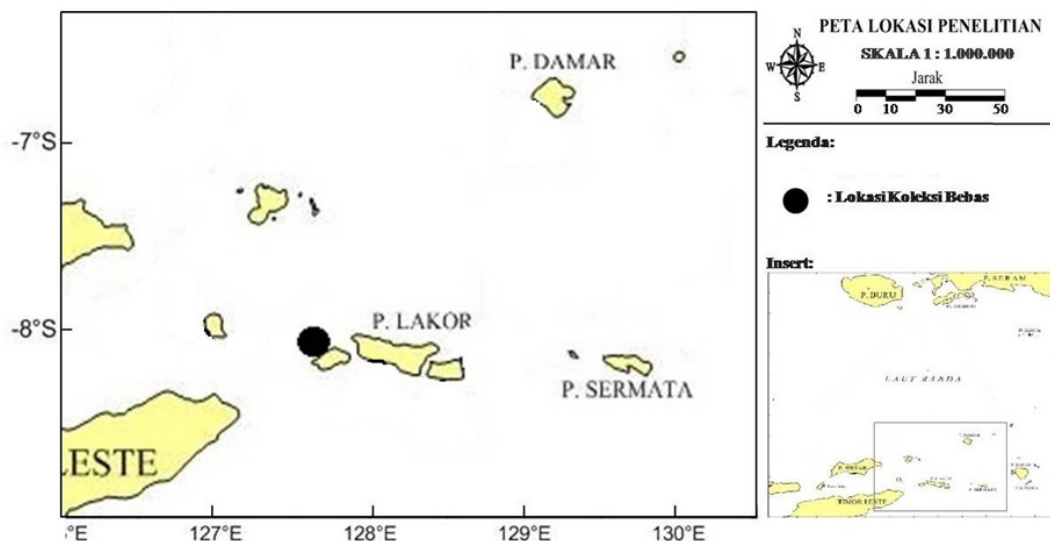 P. DAMAR
-7°S
-8°S
P. LAKOR
P. SERMATA
LESTE
°E
127°E
128°E
129°E
130°E
PETA LOKASI PENELITIAN
N
W E
S
SKALA 1 : 1.000.000
Jarak
0 10 30 50
Legenda:
: Lokasi Koleksi Bebas
Insert:
P. BURU
P. SERAM
LAUT BANDA
TIMOR LESTE